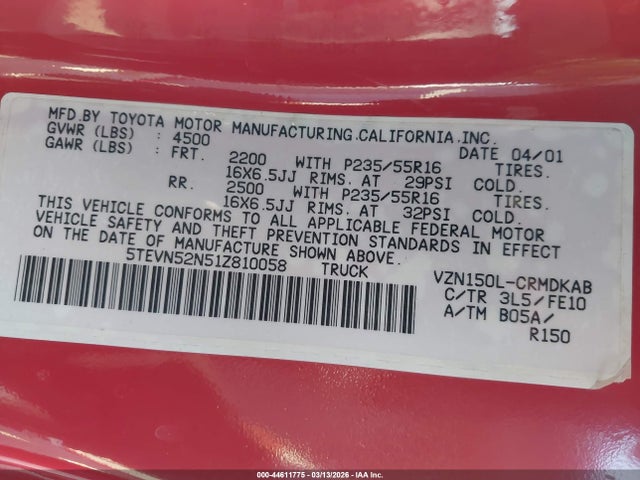 MFD.BY TOYOTA MOTOR MANUFACTURING.CALIFORNIA.INC.
GVWR (LBS) : 4500 DATE 04/01
GAWR (LBS) : FRT. 2200 WITH P235/55R16 TIRES.
16X6.5JJ RIMS. AT 29PSI COLD.
RR. 2500 WITH P235/55R16 TIRES.
16X6.5JJ RIMS. AT 32PSI COLD.
THIS VEHICLE CONFORMS TO ALL APPLICABLE FEDERAL MOTOR
VEHICLE SAFETY AND THEFT PREVENTION STANDARDS IN EFFECT
ON THE DATE OF MANUFACTURE SHOWN ABOVE.
5TEVN52N51Z810058 TRUCK
VZN150L-CRMDKAB
C/TR 3L5/FE10
A/TM B05A/
R150
000-44611775 - 03/13/2026 - IAA Inc.